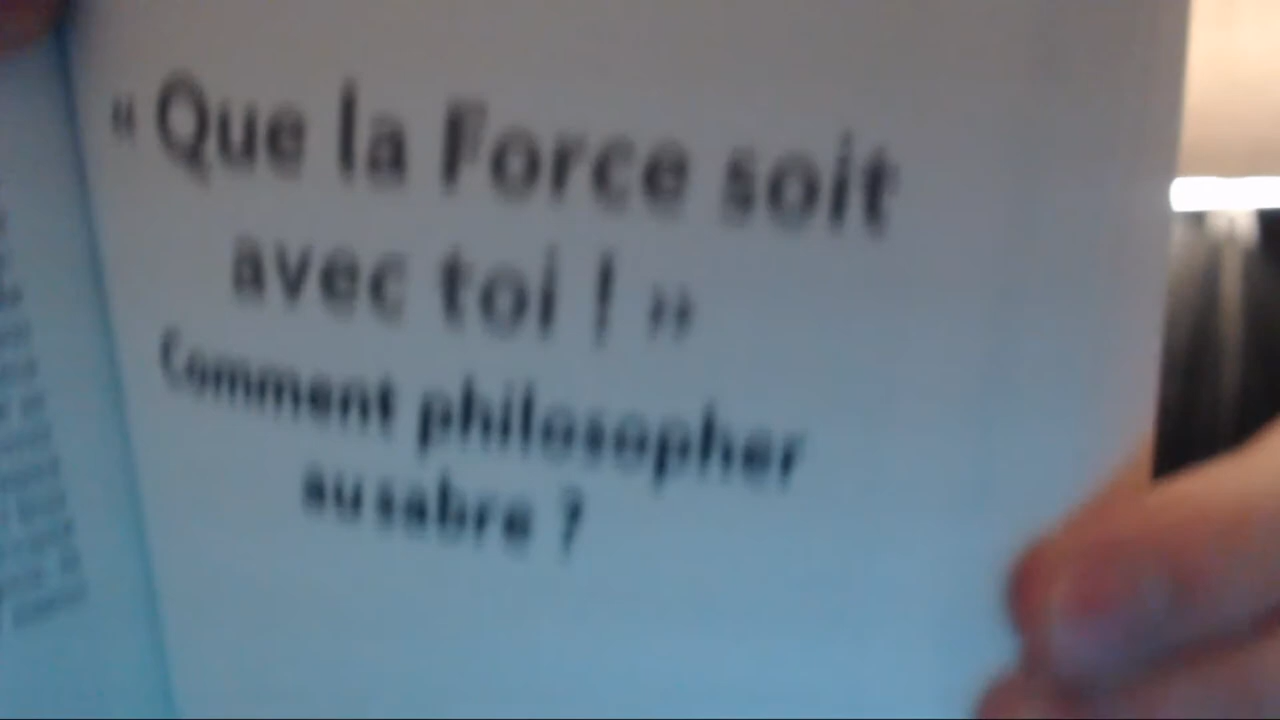 « Que la Force soit
avec toi ! »
Comment philosopher
au sabre ?